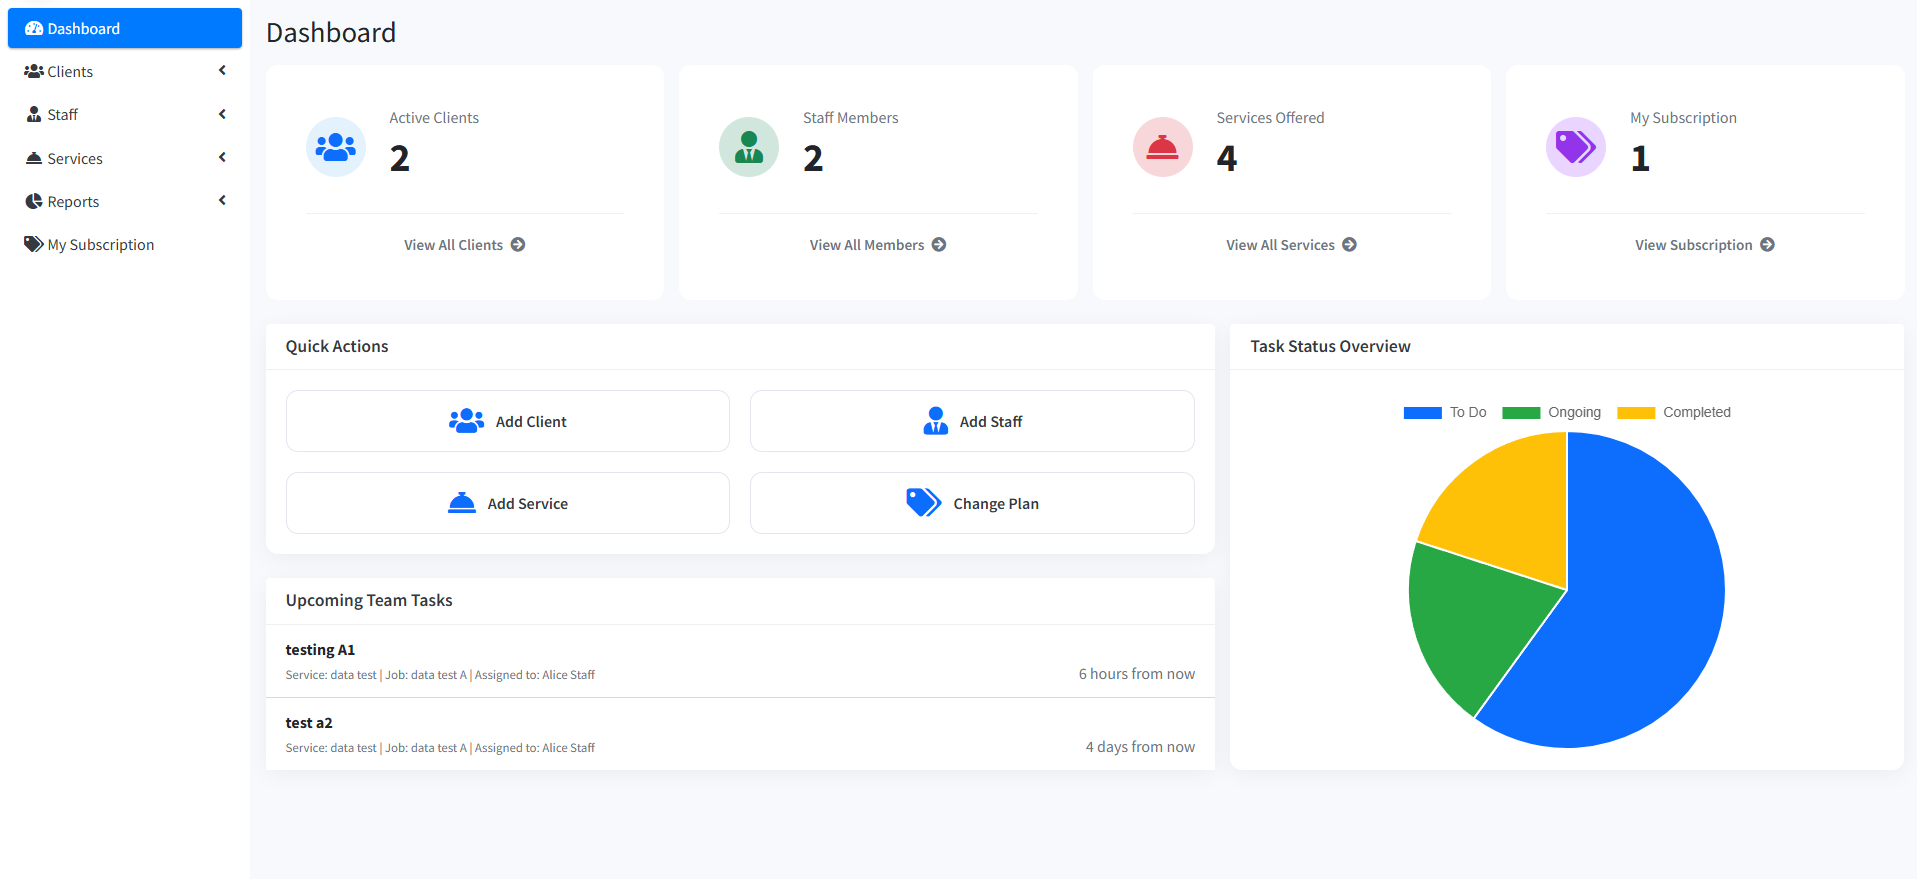 Dashboard
Clients
Staff
Services
Reports
My Subscription
Dashboard
Active Clients
2
View All Clients
Staff Members
2
View All Members
Services Offered
4
View All Services
My Subscription
1
View Subscription
Quick Actions
Add Client
Add Staff
Add Service
Change Plan
Upcoming Team Tasks
testing A1
Service: data test | Job: data test A | Assigned to: Alice Staff
6 hours from now
test a2
Service: data test | Job: data test A | Assigned to: Alice Staff
4 days from now
Task Status Overview
To Do Ongoing Completed